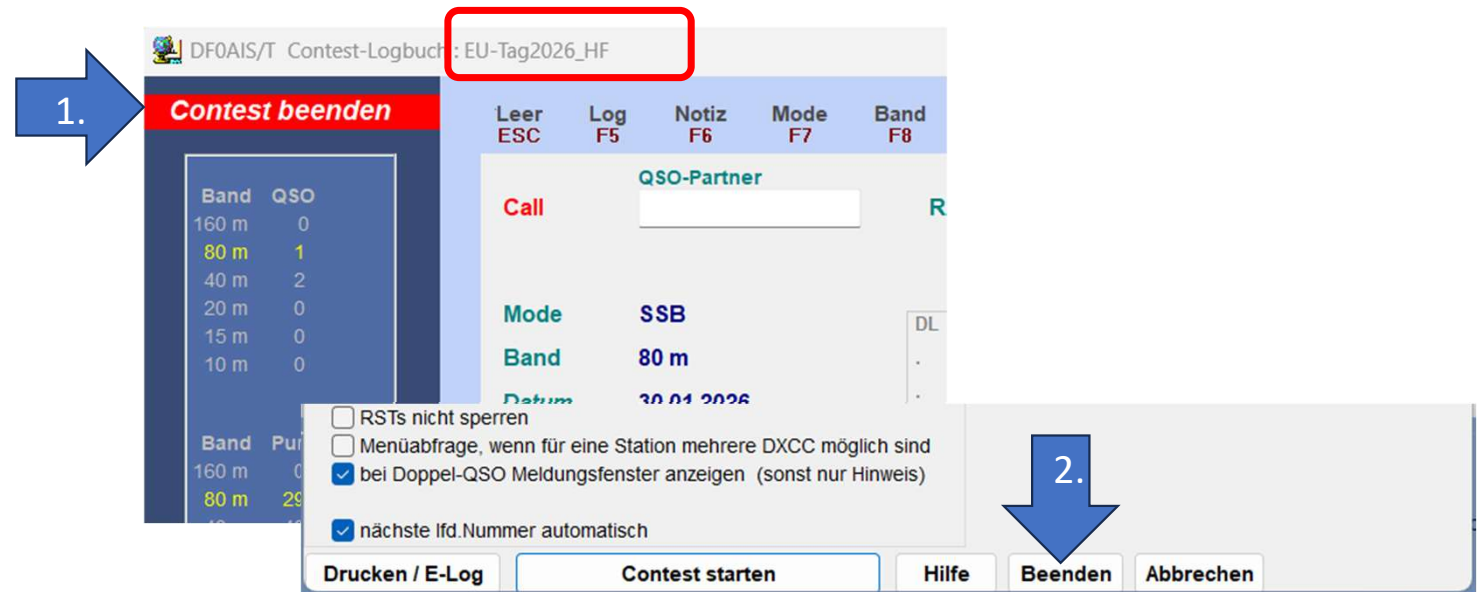 DF0AIS/T Contest-Logbuch : EU-Tag2026_HF
1.
Contest beenden
Leer Log Notiz Mode Band
ESC F5 F6 F7 F8
QSO-Partner
Call R
Band QSO
160 m 0
80 m 1
40 m 2
20 m 0
15 m 0
10 m 0
Mode SSB
DL
Band 80 m .
Datum 30.01.2026 .
Band
160 m
80 m 29
RSTs nicht sperren
Menüabfrage, wenn für eine Station mehrere DXCC möglich sind
bei Doppel-QSO Meldungsfenster anzeigen (sonst nur Hinweis)
nächste lfd.Nummer automatisch
2.
Drucken / E-Log Contest starten Hilfe Beenden Abbrechen